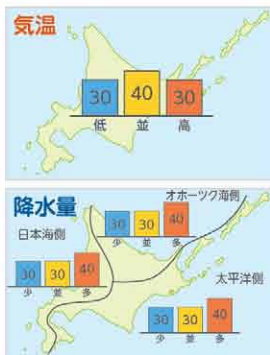 気温
30 40 30
低 並 高
降水量
オホーツク海側
30 30 40
少 並 多
日本海側
30 30 40
少 並 多
太平洋側
30 30 40
少 並 多